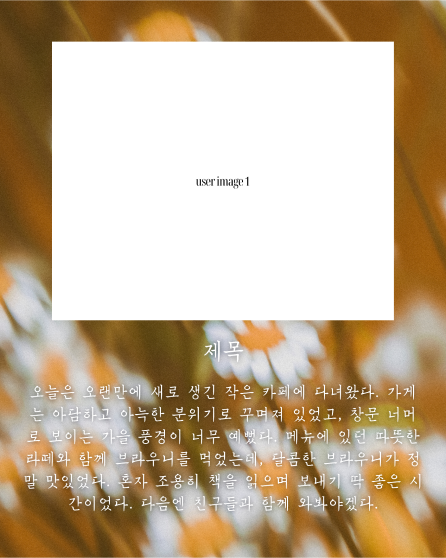 user image 1
제목
오늘은 오랜만에 새로 생긴 작은 카페에 다녀왔다. 가게
는 아담하고 아늑한 분위기로 꾸며져 있었고, 창문 너머
로 보이는 가을 풍경이 너무 예뻤다. 메뉴에 있던 따뜻한
라떼와 함께 브라우니를 먹었는데, 달콤한 브라우니가 정
말 맛있었다. 혼자 조용히 책을 읽으며 보내기 딱 좋은 시
간이었다. 다음엔 친구들과 함께 와봐야겠다.